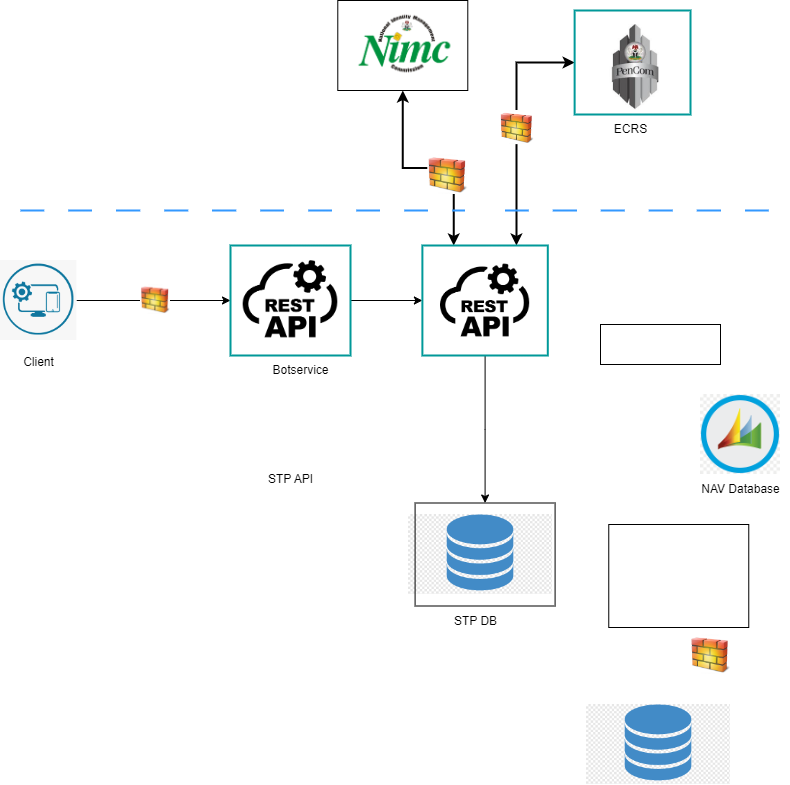 National Identity Management
Nimc
Commission
PenCom
ECRS
REST
API
REST
API
Client
Botservice
STP API
NAV Database
STP DB